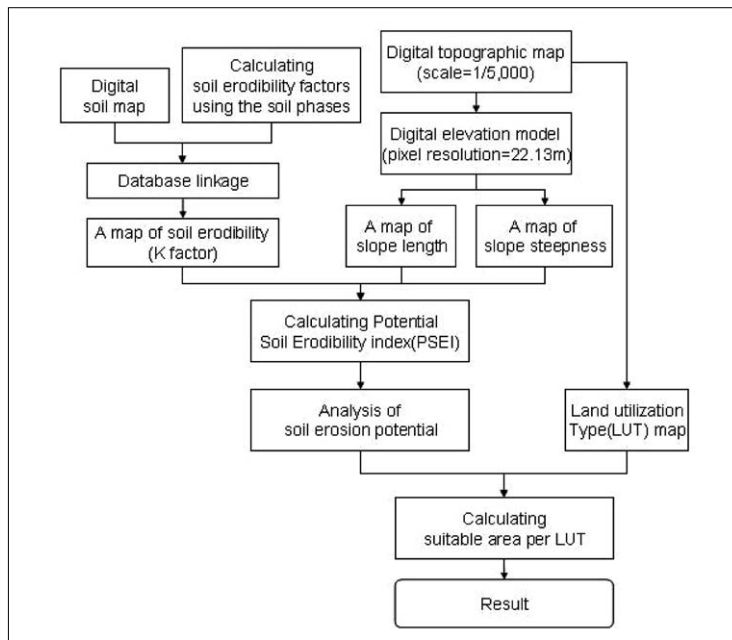 Digital
soil map
Calculating
soil erodibility factors
using the soil phases
Digital topographic map
(scale=1/5,000)
Digital elevation model
(pixel resolution=22.13m)
Database linkage
A map of soil erodibility
(K factor)
A map of
slope length
A map of
slope steepness
Calculating Potential
Soil Erodibility index(PSEI)
Analysis of
soil erosion potential
Land utilization
Type(LUT) map
Calculating
suitable area per LUT
Result